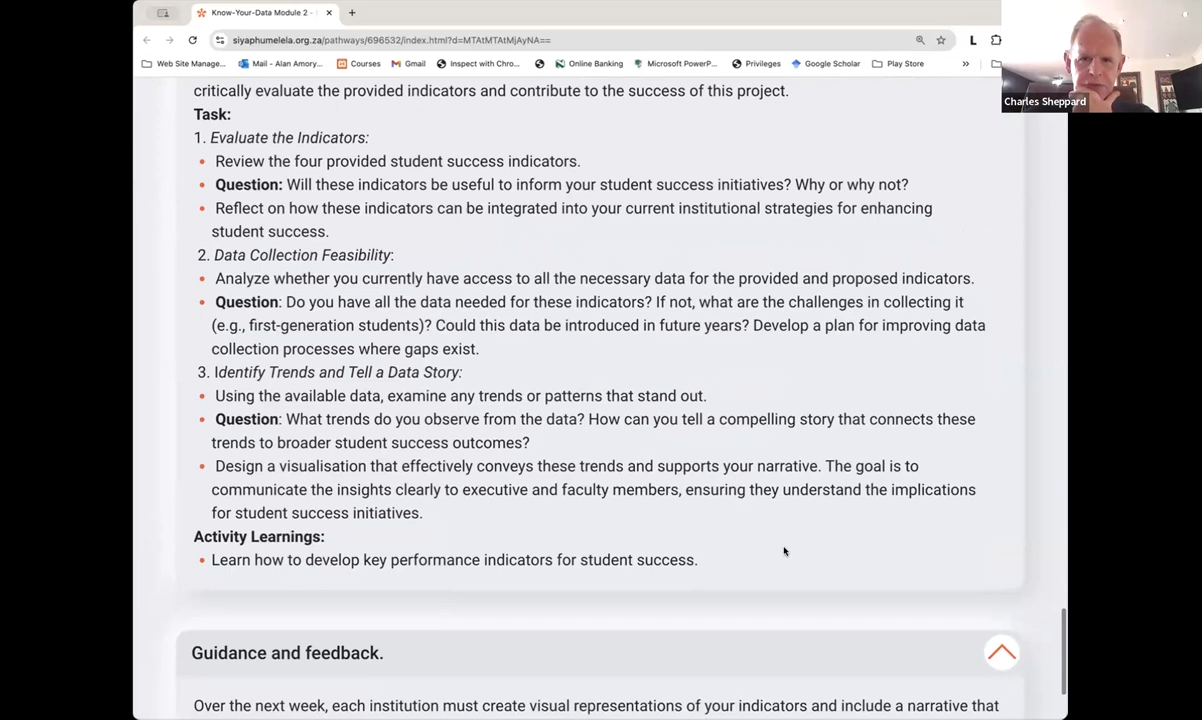 Know-Your-Data Module 2 -
siyaphumelela.org.za/pathways/696532/index.html?d=MTAtMTAtMjAyNA==
Web Site Manage... Mail - Alan Amory... Courses Gmail Inspect with Chro... Online Banking Microsoft PowerP... Privileges Google Scholar Play Store »
Charles Sheppard
critically evaluate the provided indicators and contribute to the success of this project.
Task:
1. Evaluate the Indicators:
• Review the four provided student success indicators.
• Question: Will these indicators be useful to inform your student success initiatives? Why or why not?
• Reflect on how these indicators can be integrated into your current institutional strategies for enhancing
student success.
2. Data Collection Feasibility:
• Analyze whether you currently have access to all the necessary data for the provided and proposed indicators.
• Question: Do you have all the data needed for these indicators? If not, what are the challenges in collecting it
(e.g., first-generation students)? Could this data be introduced in future years? Develop a plan for improving data
collection processes where gaps exist.
3. Identify Trends and Tell a Data Story:
• Using the available data, examine any trends or patterns that stand out.
• Question: What trends do you observe from the data? How can you tell a compelling story that connects these
trends to broader student success outcomes?
• Design a visualisation that effectively conveys these trends and supports your narrative. The goal is to
communicate the insights clearly to executive and faculty members, ensuring they understand the implications
for student success initiatives.
Activity Learnings:
• Learn how to develop key performance indicators for student success.
Guidance and feedback.
Over the next week, each institution must create visual representations of your indicators and include a narrative that